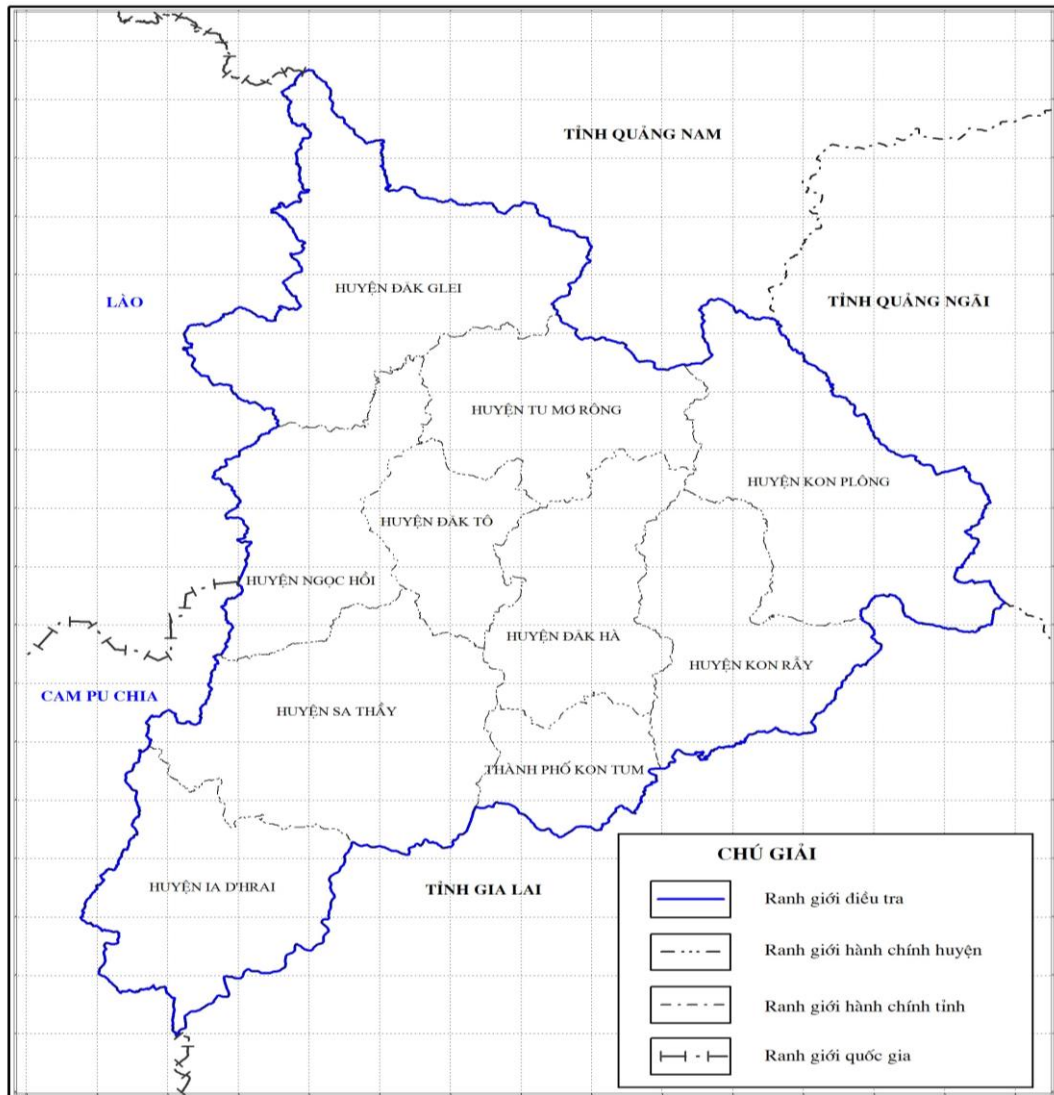 TỈNH QUẢNG NAM
HUYỆN ĐĂK GLEI
LÀO
TỈNH QUẢNG NGÃI
HUYỆN TU MƠ RÔNG
HUYỆN KON PLÔNG
HUYỆN ĐĂK TÔ
HUYỆN NGỌC HỒI
HUYỆN ĐĂK HÀ
HUYỆN KON RẪY
CAM PU CHIA
HUYỆN SA THẦY
THÀNH PHỐ KON TUM
HUYỆN IA D'HRAI
TỈNH GIA LAI
CHÚ GIẢI
Ranh giới điều tra
Ranh giới hành chính huyện
Ranh giới hành chính tỉnh
Ranh giới quốc gia